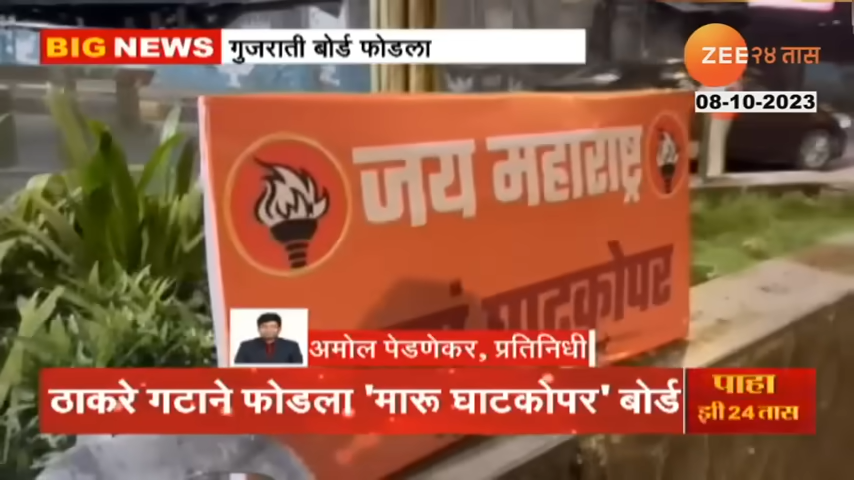 BIG NEWS गुजराती बोर्ड फोडला
ZEE २४ तास
08-10-2023
जय महाराष्ट्र
घाटकोपर
अमोल पेडणेकर, प्रतिनिधी
ठाकरे गटाने फोडला 'मारू घाटकोपर' बोर्ड
पाहा
झी 24 तास